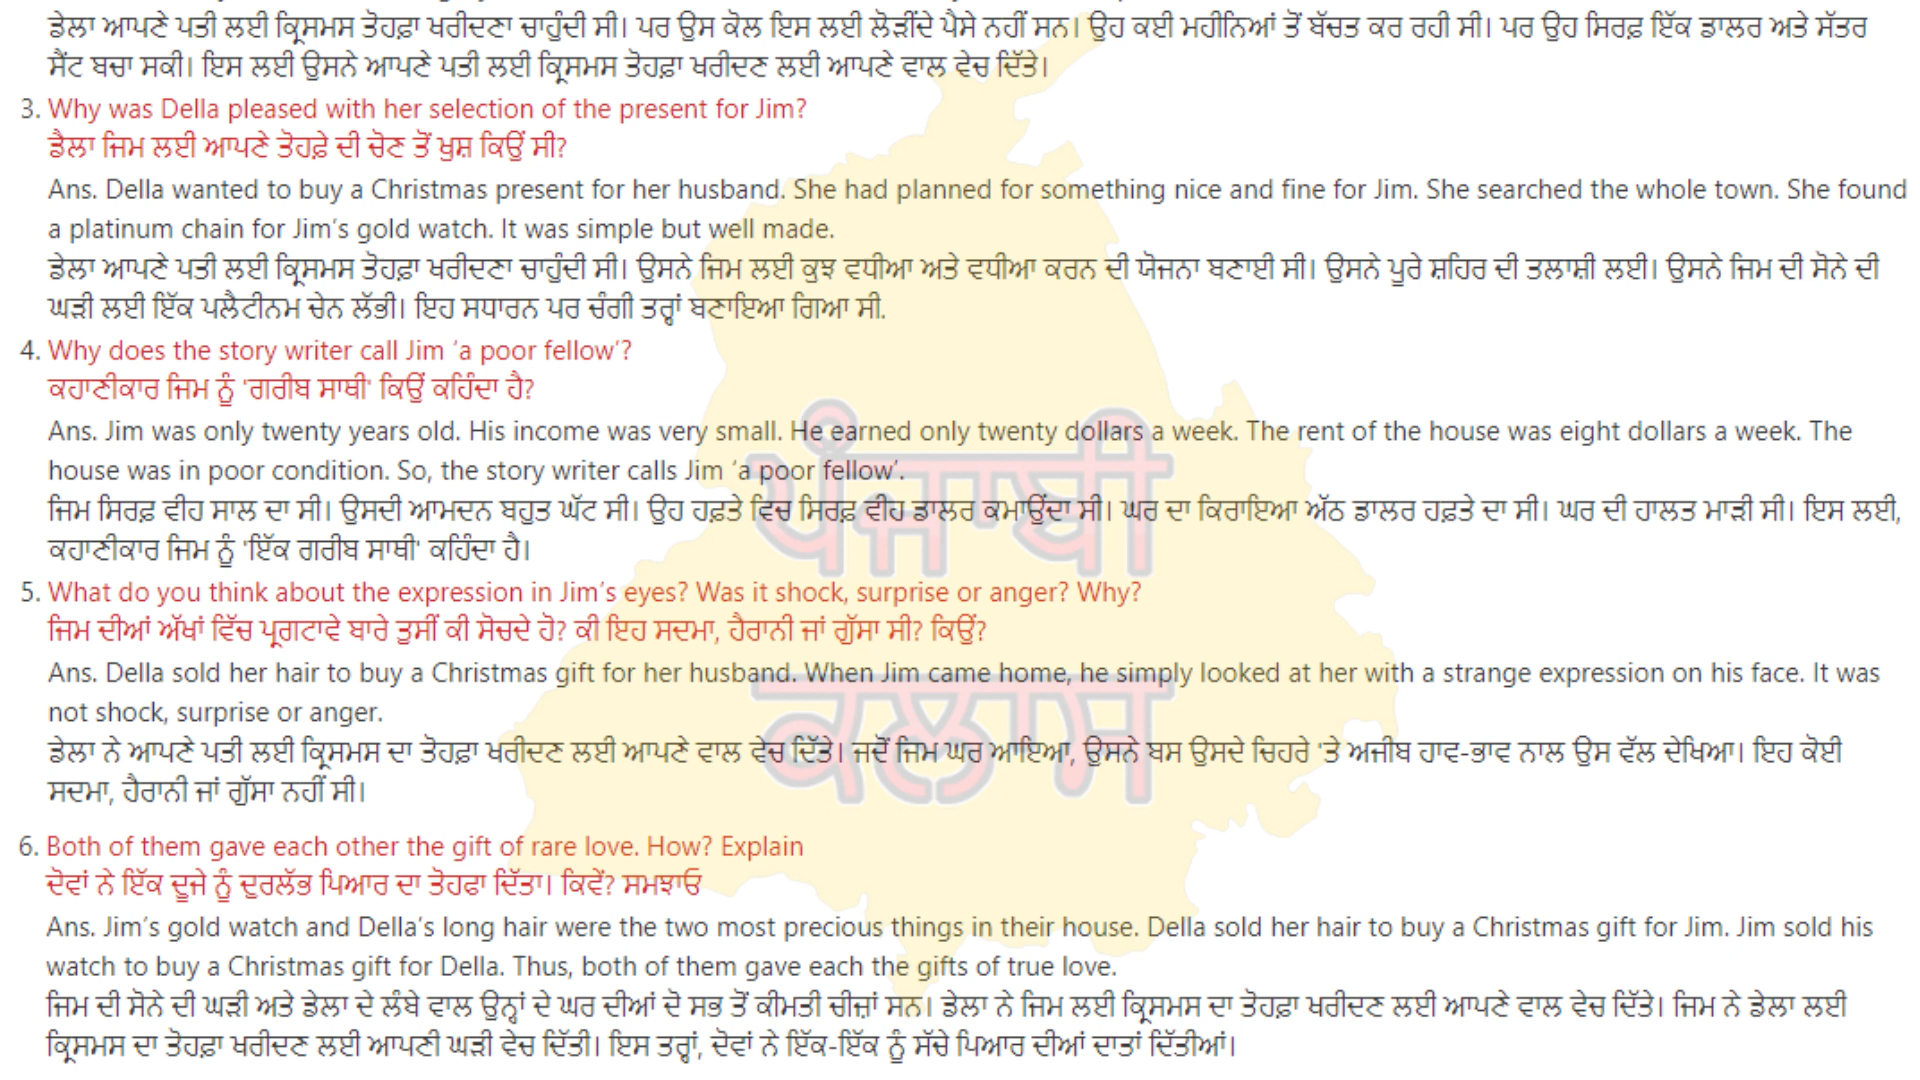 ਡੇਲਾ ਆਪਣੇ ਪਤੀ ਲਈ ਕ੍ਰਿਸਮਸ ਤੋਹਫ਼ਾ ਖਰੀਦਣਾ ਚਾਹੁੰਦੀ ਸੀ। ਪਰ ਉਸ ਕੋਲ ਇਸ ਲਈ ਲੋੜੀਂਦੇ ਪੈਸੇ ਨਹੀਂ ਸਨ। ਉਹ ਕਈ ਮਹੀਨਿਆਂ ਤੋਂ ਬੱਚਤ ਕਰ ਰਹੀ ਸੀ। ਪਰ ਉਹ ਸਿਰਫ਼ ਇੱਕ ਡਾਲਰ ਅਤੇ ਸੱਤਰ
ਸੈਂਟ ਬਚਾ ਸਕੀ। ਇਸ ਲਈ ਉਸਨੇ ਆਪਣੇ ਪਤੀ ਲਈ ਕ੍ਰਿਸਮਸ ਤੋਹਫ਼ਾ ਖਰੀਦਣ ਲਈ ਆਪਣੇ ਵਾਲ ਵੇਚ ਦਿੱਤੇ।
3. Why was Della pleased with her selection of the present for Jim?
ਡੈਲਾ ਜਿਮ ਲਈ ਆਪਣੇ ਤੋਹਫ਼ੇ ਦੀ ਚੋਣ ਤੋਂ ਖੁਸ਼ ਕਿਉਂ ਸੀ?
Ans. Della wanted to buy a Christmas present for her husband. She had planned for something nice and fine for Jim. She searched the whole town. She found
a platinum chain for Jim's gold watch. It was simple but well made.
ਡੇਲਾ ਆਪਣੇ ਪਤੀ ਲਈ ਕ੍ਰਿਸਮਸ ਤੋਹਫ਼ਾ ਖਰੀਦਣਾ ਚਾਹੁੰਦੀ ਸੀ। ਉਸਨੇ ਜਿਮ ਲਈ ਕੁਝ ਵਧੀਆ ਅਤੇ ਵਧੀਆ ਕਰਨ ਦੀ ਯੋਜਨਾ ਬਣਾਈ ਸੀ। ਉਸਨੇ ਪੂਰੇ ਸ਼ਹਿਰ ਦੀ ਤਲਾਸ਼ੀ ਲਈ। ਉਸਨੇ ਜਿਮ ਦੀ ਸੋਨੇ ਦੀ
ਘੜੀ ਲਈ ਇੱਕ ਪਲੈਟੀਨਮ ਚੇਨ ਲੱਭੀ। ਇਹ ਸਧਾਰਨ ਪਰ ਚੰਗੀ ਤਰ੍ਹਾਂ ਬਣਾਇਆ ਗਿਆ ਸੀ.
4. Why does the story writer call Jim 'a poor fellow'?
ਕਹਾਣੀਕਾਰ ਜਿਮ ਨੂੰ 'ਗਰੀਬ ਸਾਥੀ' ਕਿਉਂ ਕਹਿੰਦਾ ਹੈ?
Ans. Jim was only twenty years old. His income was very small. He earned only twenty dollars a week. The rent of the house was eight dollars a week. The
house was in poor condition. So, the story writer calls Jim 'a poor fellow'.
ਜਿਮ ਸਿਰਫ਼ ਵੀਹ ਸਾਲ ਦਾ ਸੀ। ਉਸਦੀ ਆਮਦਨ ਬਹੁਤ ਘੱਟ ਸੀ। ਉਹ ਹਫ਼ਤੇ ਵਿਚ ਸਿਰਫ਼ ਵੀਹ ਡਾਲਰ ਕਮਾਉਂਦਾ ਸੀ। ਘਰ ਦਾ ਕਿਰਾਇਆ ਅੱਠ ਡਾਲਰ ਹਫ਼ਤੇ ਦਾ ਸੀ। ਘਰ ਦੀ ਹਾਲਤ ਮਾੜੀ ਸੀ। ਇਸ ਲਈ,
ਕਹਾਣੀਕਾਰ ਜਿਮ ਨੂੰ 'ਇੱਕ ਗਰੀਬ ਸਾਥੀ' ਕਹਿੰਦਾ ਹੈ।
ਪੰਜਾਬੀ
5. What do you think about the expression in Jim's eyes? Was it shock, surprise or anger? Why?
ਜਿਮ ਦੀਆਂ ਅੱਖਾਂ ਵਿੱਚ ਪ੍ਰਗਟਾਵੇ ਬਾਰੇ ਤੁਸੀਂ ਕੀ ਸੋਚਦੇ ਹੋ? ਕੀ ਇਹ ਸਦਮਾ, ਹੈਰਾਨੀ ਜਾਂ ਗੁੱਸਾ ਸੀ? ਕਿਉਂ?
Ans. Della sold her hair to buy a Christmas gift for her husband. When Jim came home, he simply looked at her with a strange expression on his face. It was
not shock, surprise or anger.
ਡੇਲਾ ਨੇ ਆਪਣੇ ਪਤੀ ਲਈ ਕ੍ਰਿਸਮਸ ਦਾ ਤੋਹਫ਼ਾ ਖਰੀਦਣ ਲਈ ਆਪਣੇ ਵਾਲ ਵੇਚ ਦਿੱਤੇ। ਜਦੋਂ ਜਿਮ ਘਰ ਆਇਆ, ਉਸਨੇ ਬਸ ਉਸਦੇ ਚਿਹਰੇ 'ਤੇ ਅਜੀਬ ਹਾਵ-ਭਾਵ ਨਾਲ ਉਸ ਵੱਲ ਦੇਖਿਆ। ਇਹ ਕੋਈ
ਸਦਮਾ, ਹੈਰਾਨੀ ਜਾਂ ਗੁੱਸਾ ਨਹੀਂ ਸੀ।
ਕਲਾਸ
6. Both of them gave each other the gift of rare love. How? Explain
ਦੋਵਾਂ ਨੇ ਇੱਕ ਦੂਜੇ ਨੂੰ ਦੁਰਲੱਭ ਪਿਆਰ ਦਾ ਤੋਹਫਾ ਦਿੱਤਾ। ਕਿਵੇਂ? ਸਮਝਾਓ
Ans. Jim's gold watch and Della's long hair were the two most precious things in their house. Della sold her hair to buy a Christmas gift for Jim. Jim sold his
watch to buy a Christmas gift for Della. Thus, both of them gave each the gifts of true love.
ਜਿਮ ਦੀ ਸੋਨੇ ਦੀ ਘੜੀ ਅਤੇ ਡੇਲਾ ਦੇ ਲੰਬੇ ਵਾਲ ਉਨ੍ਹਾਂ ਦੇ ਘਰ ਦੀਆਂ ਦੋ ਸਭ ਤੋਂ ਕੀਮਤੀ ਚੀਜ਼ਾਂ ਸਨ। ਡੇਲਾ ਨੇ ਜਿਮ ਲਈ ਕ੍ਰਿਸਮਸ ਦਾ ਤੋਹਫ਼ਾ ਖਰੀਦਣ ਲਈ ਆਪਣੇ ਵਾਲ ਵੇਚ ਦਿੱਤੇ। ਜਿਮ ਨੇ ਡੇਲਾ ਲਈ
ਕ੍ਰਿਸਮਸ ਦਾ ਤੋਹਫ਼ਾ ਖਰੀਦਣ ਲਈ ਆਪਣੀ ਘੜੀ ਵੇਚ ਦਿੱਤੀ। ਇਸ ਤਰ੍ਹਾਂ, ਦੋਵਾਂ ਨੇ ਇੱਕ-ਇੱਕ ਨੂੰ ਸੱਚੇ ਪਿਆਰ ਦੀਆਂ ਦਾਤਾਂ ਦਿੱਤੀਆਂ।